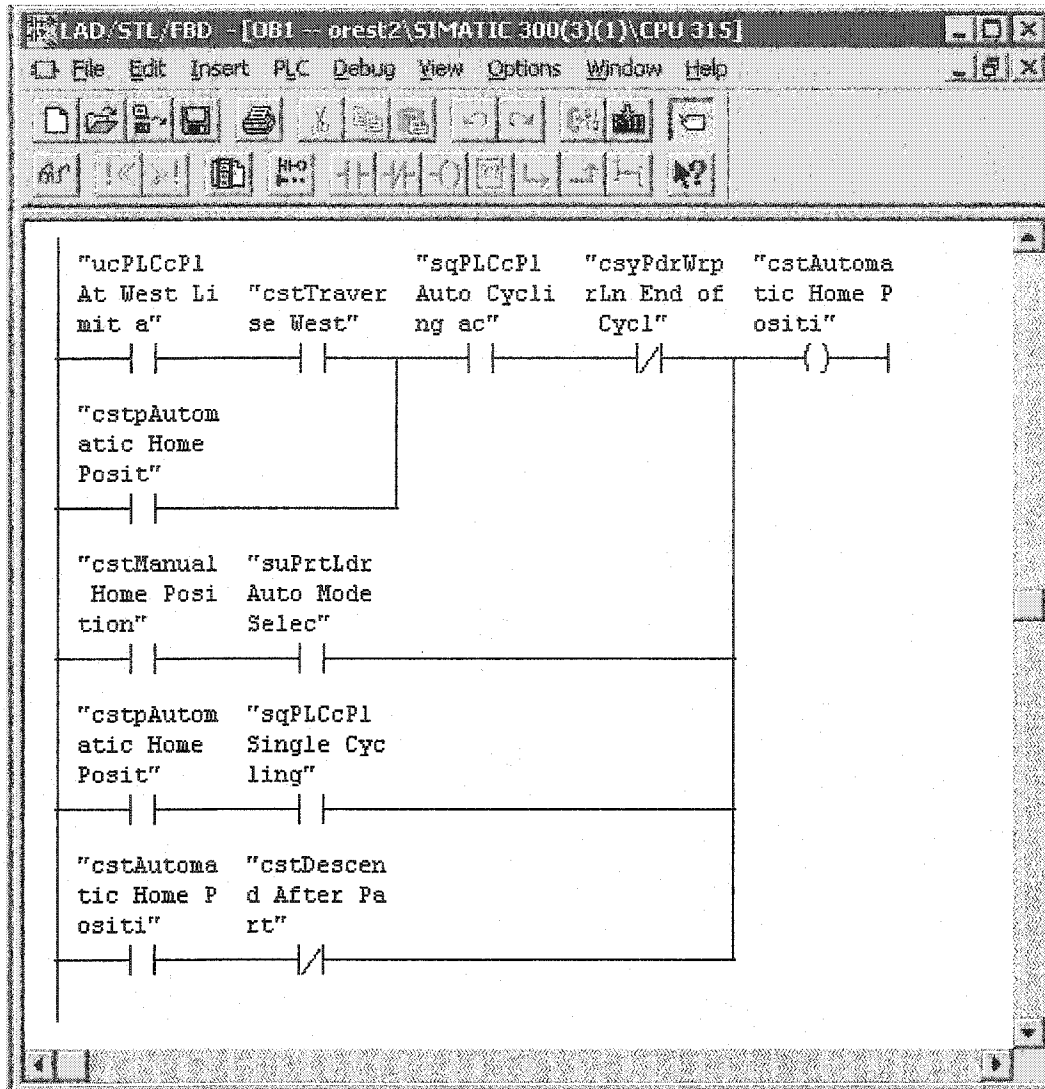 LAD/STL/FBD - [OB1 -- orest2\SIMATIC 300(3)(1)\CPU 315]
File Edit Insert PLC Debug View Options Window Help
"ucPLCcPl
At West Li
mit a"
"cstTraver
se West"
"sqPLCcPl
Auto Cycli
ng ac"
"csyPdrWrp
rLn End of
Cycl"
"cstAutoma
tic Home P
ositi"
"cstpAutom
atic Home
Posit"
"cstManual
Home Posi
tion"
"suPrtLdr
Auto Mode
Selec"
"cstpAutom
atic Home
Posit"
"sqPLCcPl
Single Cyc
ling"
"cstAutoma
tic Home P
ositi"
"cstDescen
d After Pa
rt"